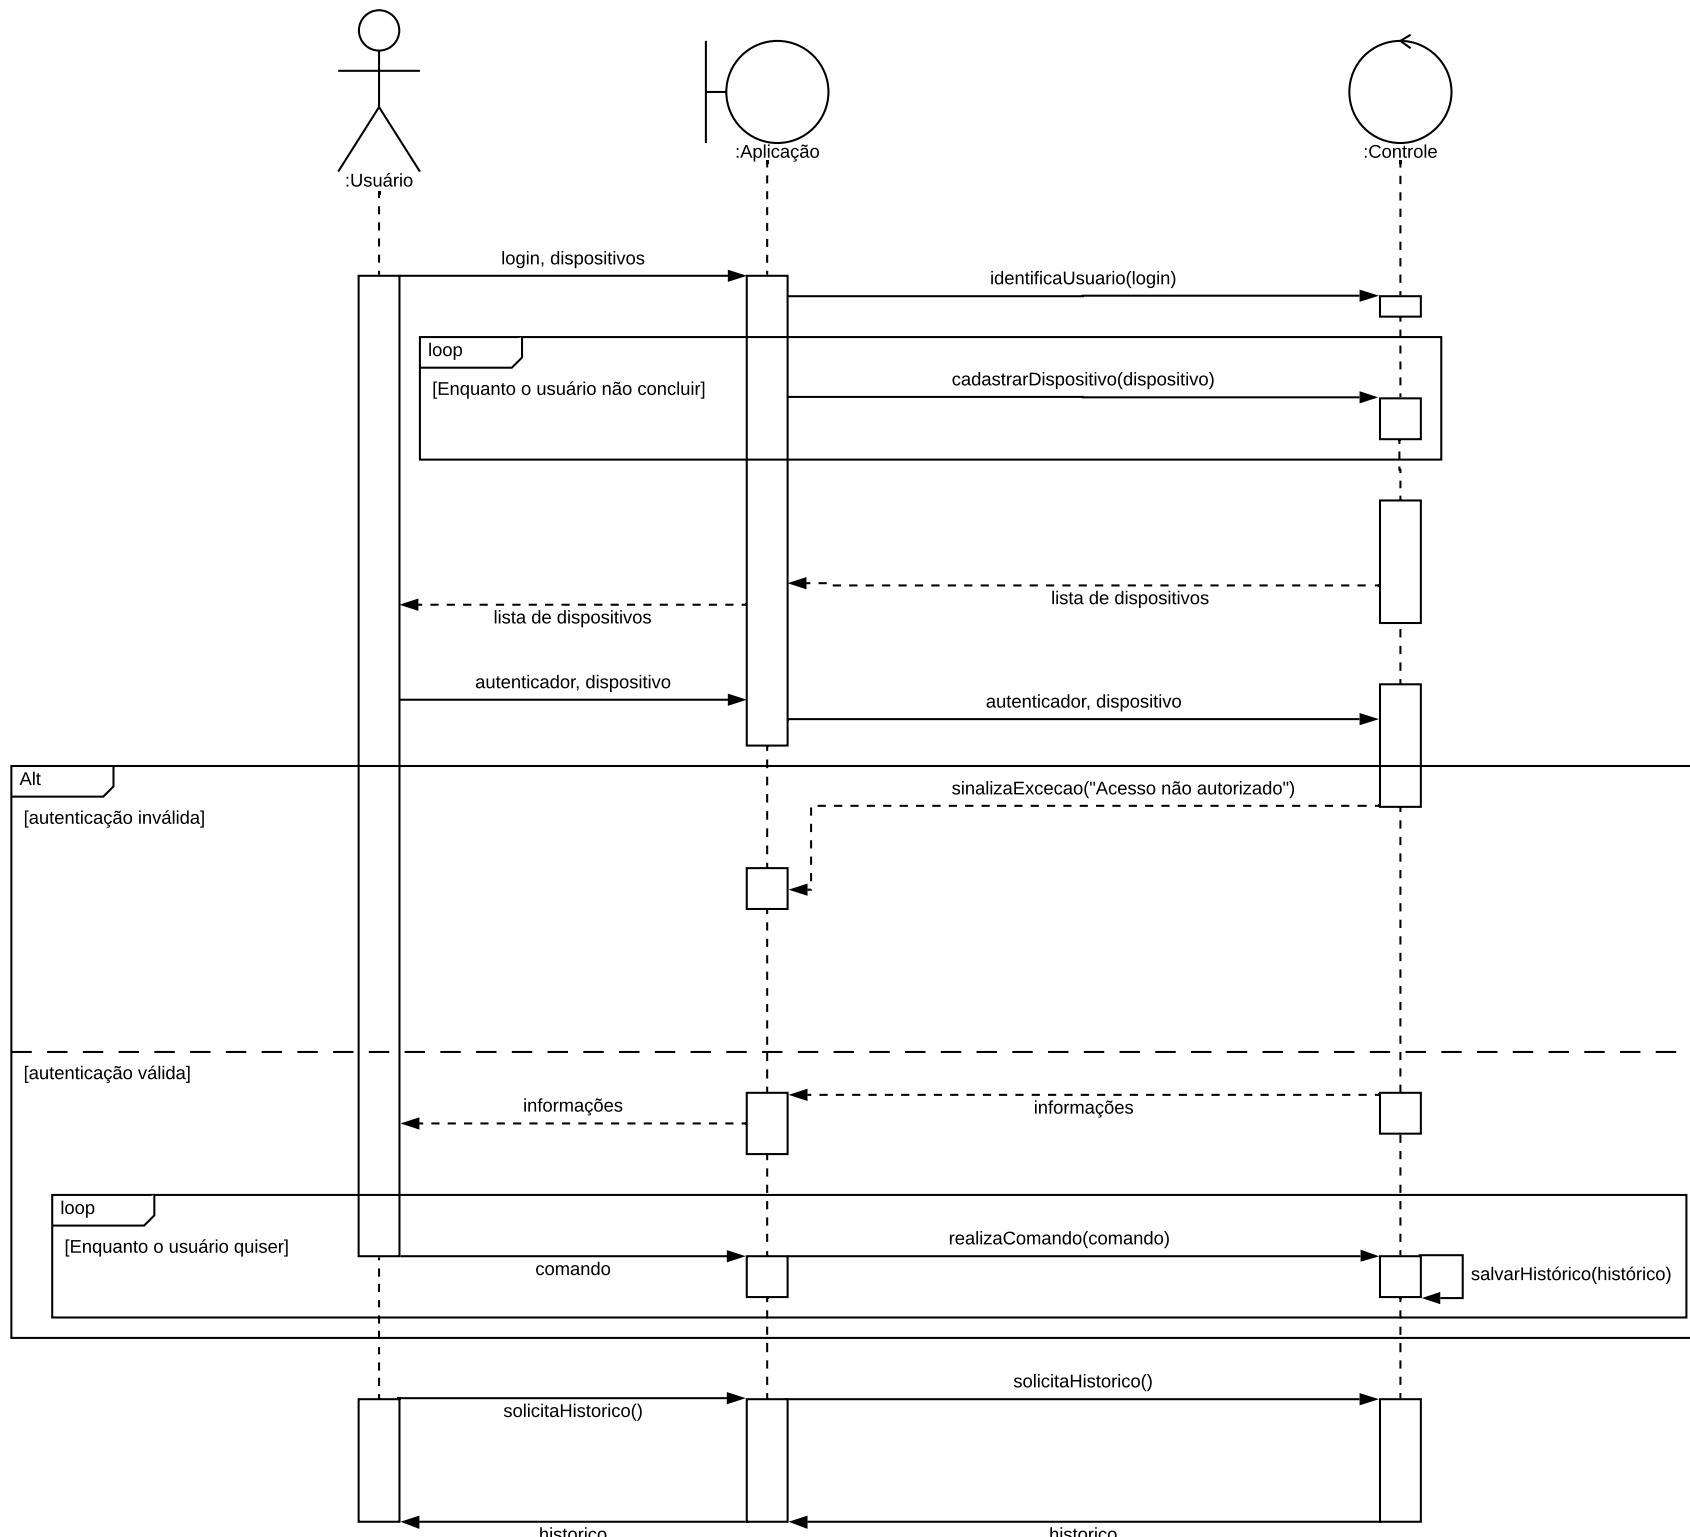 :Aplicação
:Controle
:Usuário
login, dispositivos
identificaUsuario(login)
loop
[Enquanto o usuário não concluir]
cadastrarDispositivo(dispositivo)
lista de dispositivos
lista de dispositivos
autenticador, dispositivo
autenticador, dispositivo
Alt
[autenticação inválida]
sinalizaExcecao("Acesso não autorizado")
[autenticação válida]
informações
informações
loop
[Enquanto o usuário quiser]
realizaComando(comando)
comando
salvarHistórico(histórico)
solicitaHistorico()
solicitaHistorico()
historico
historico